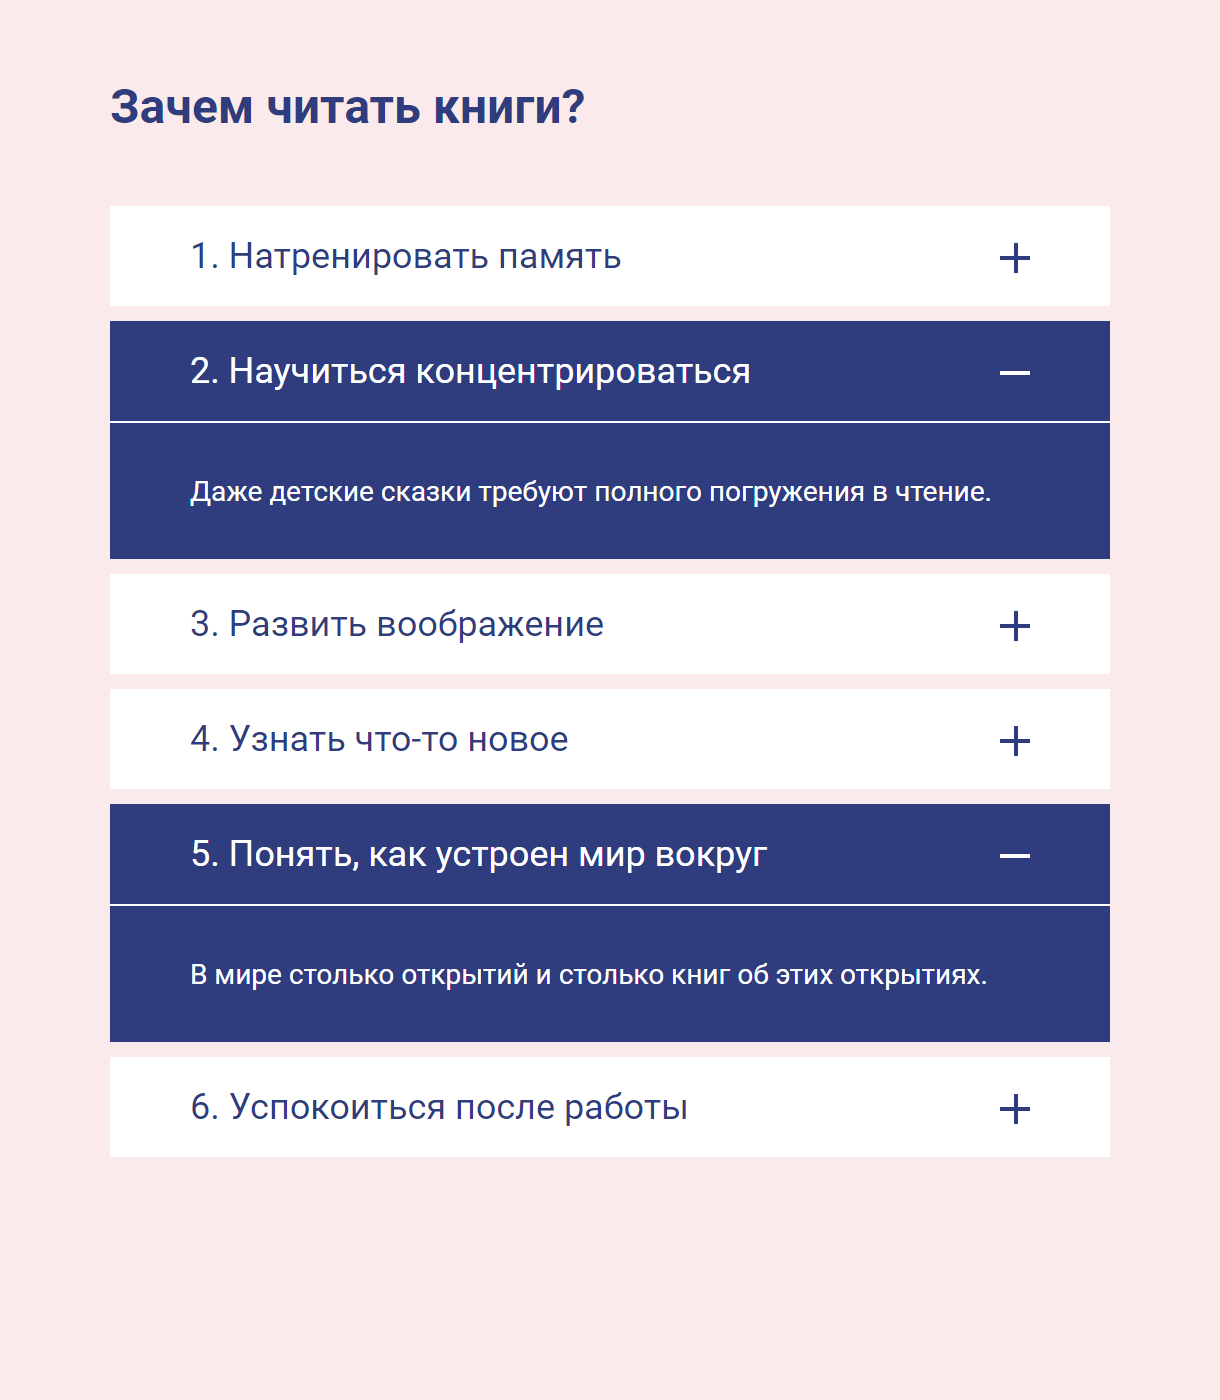 Зачем читать книги?
1. Натренировать память
2. Научиться концентрироваться
Даже детские сказки требуют полного погружения в чтение.
3. Развить воображение
4. Узнать что-то новое
5. Понять, как устроен мир вокруг
В мире столько открытий и столько книг об этих открытиях.
6. Успокоиться после работы